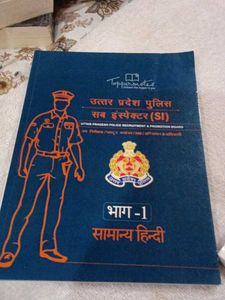 Toppersnotes
उत्तर प्रदेश पुलिस
सब इंस्पेक्टर (SI)
UTTAR PRADESH POLICE RECRUITMENT & PROMOTION BOARD
भाग -1
सामान्य हिन्दी